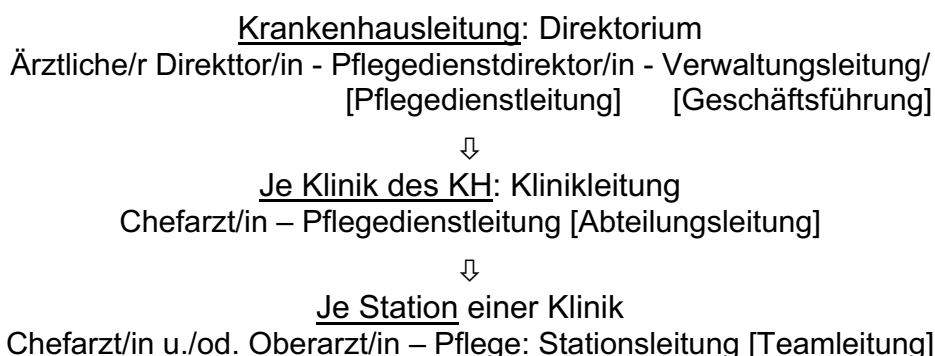 Krankenhausleitung: Direktorium
Ärztliche/r Direkttor/in - Pflegedienstdirektor/in - Verwaltungsleitung/
[Pflegedienstleitung] [Geschäftsführung]
⇩
Je Klinik des KH: Klinikleitung
Chefarzt/in – Pflegedienstleitung [Abteilungsleitung]
⇩
Je Station einer Klinik
Chefarzt/in u./od. Oberarzt/in – Pflege: Stationsleitung [Teamleitung]